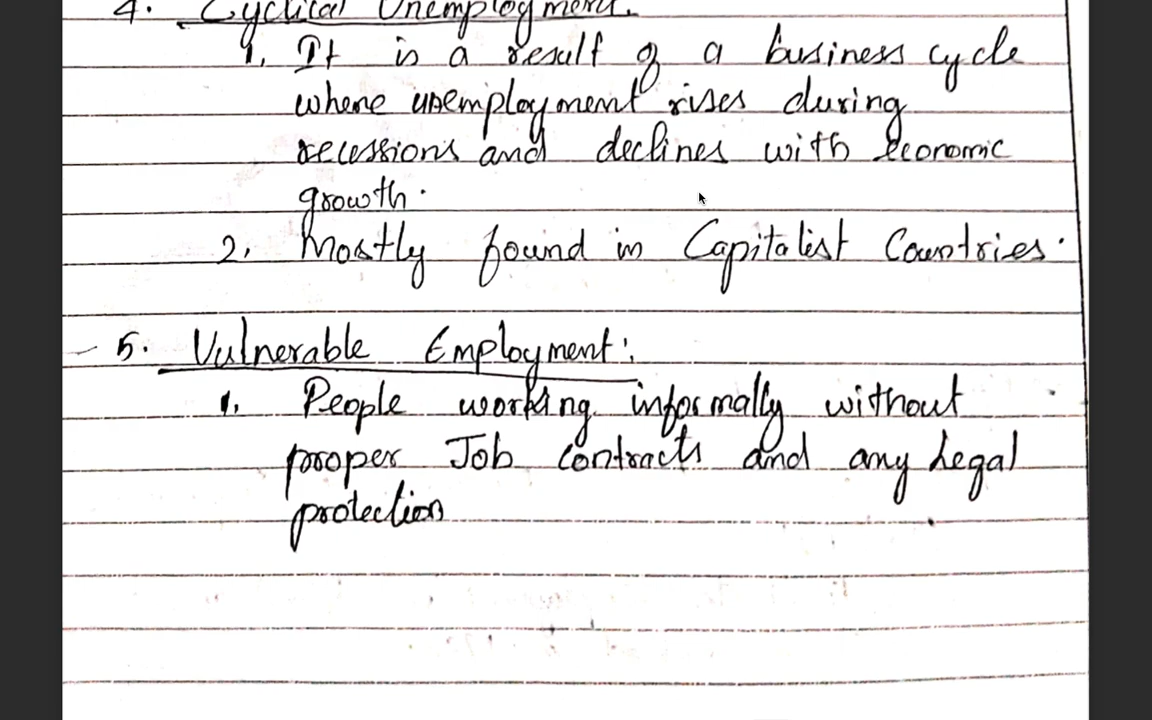 4. Cyclical Unemployment.
1. It is a result of a business cycle
where unemployment rises during
recessions and declines with economic
growth.
2. Mostly found in Capitalist Countries.
5. Vulnerable Employment:
1. People working informally without
proper Job contracts and any Legal
protection